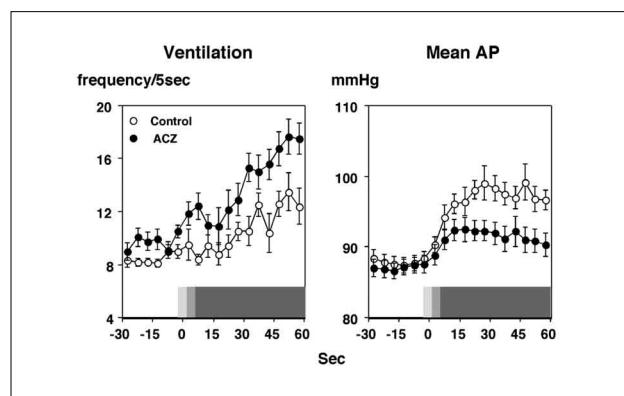 Ventilation
frequency/5sec
20
16
12
8
4
Control
ACZ
-30 -15 0 15 30 45 60
Mean AP
mmHg
110
100
90
80
-30 -15 0 15 30 45 60
Sec